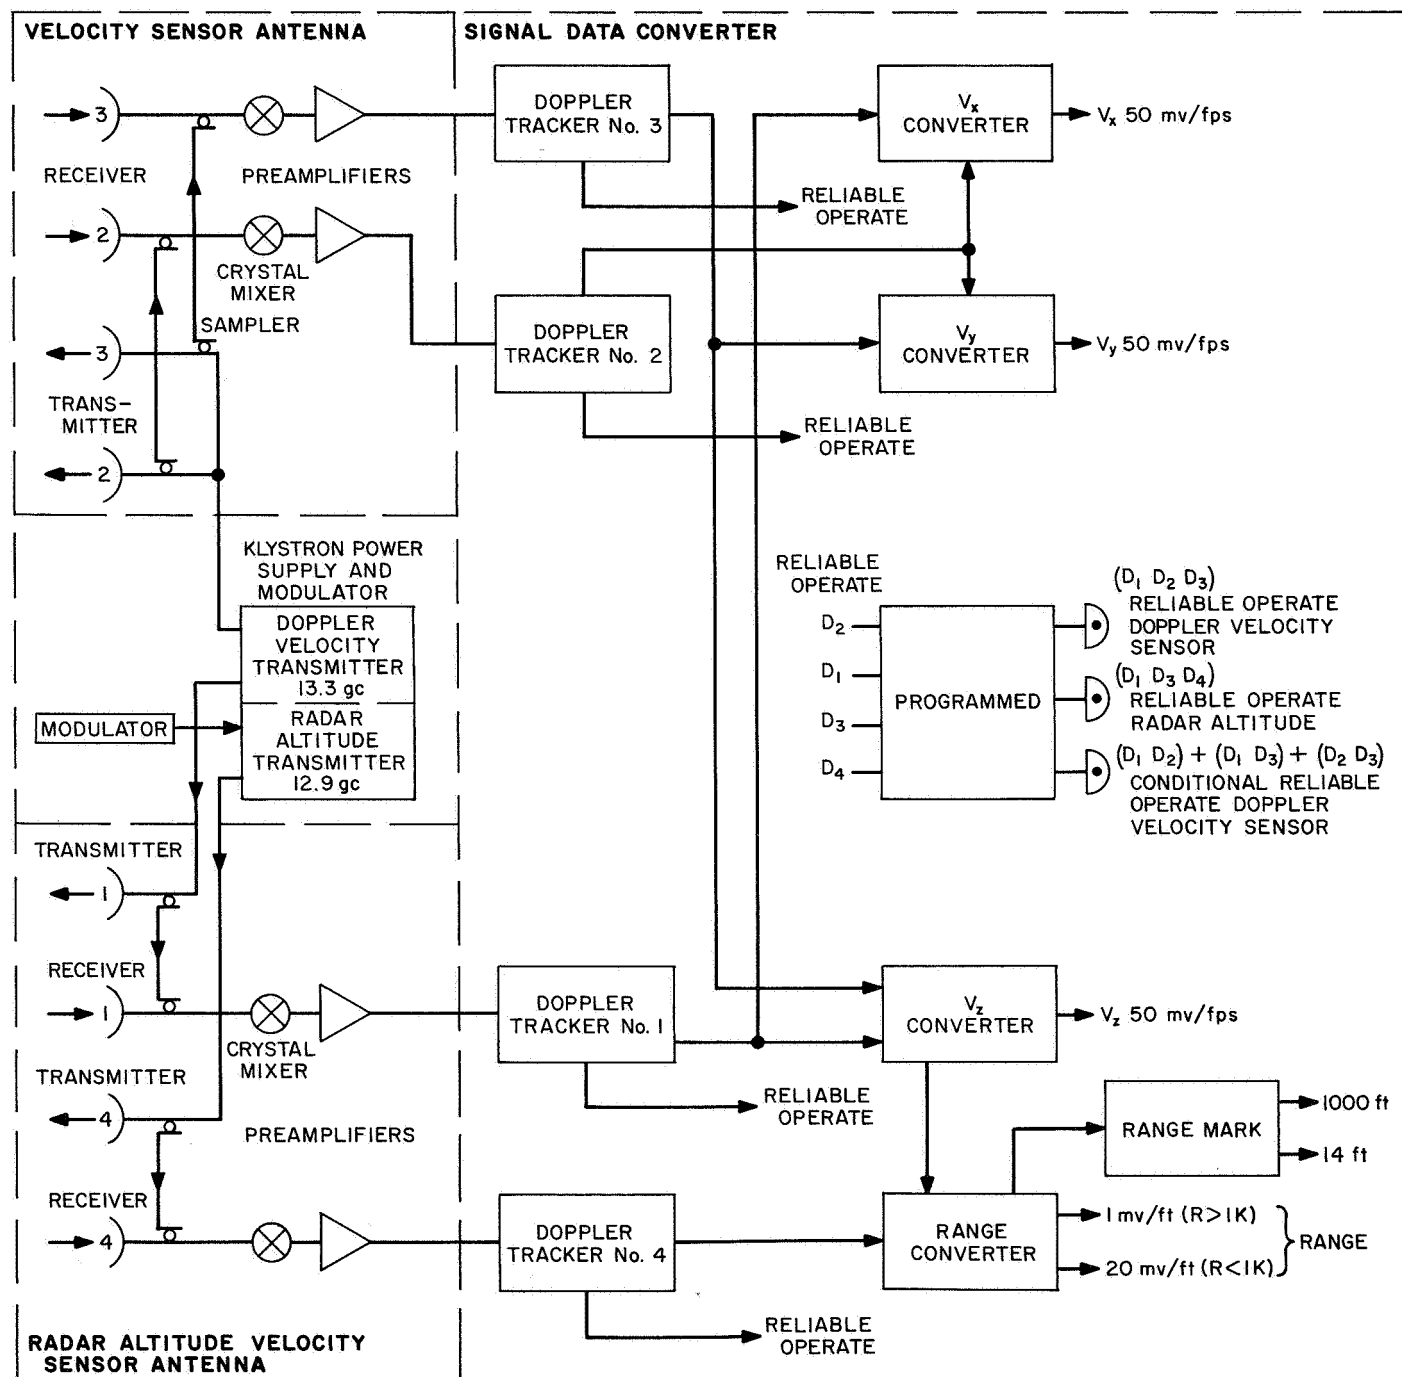 VELOCITY SENSOR ANTENNA
SIGNAL DATA CONVERTER
3
RECEIVER
PREAMPLIFIERS
2
CRYSTAL
MIXER
SAMPLER
3
TRANS-
MITTER
2
DOPPLER
TRACKER No. 3
RELIABLE
OPERATE
DOPPLER
TRACKER No. 2
RELIABLE
OPERATE
Vx
CONVERTER
Vx 50 mv/fps
Vy
CONVERTER
Vy 50 mv/fps
KLYSTRON POWER
SUPPLY AND
MODULATOR
DOPPLER
VELOCITY
TRANSMITTER
13.3 gc
MODULATOR
RADAR
ALTITUDE
TRANSMITTER
12.9 gc
RELIABLE
OPERATE
D2
D1
D3
D4
PROGRAMMED
(D1 D2 D3)
RELIABLE OPERATE
DOPPLER VELOCITY
SENSOR
(D1 D3 D4)
RELIABLE OPERATE
RADAR ALTITUDE
(D1 D2) + (D1 D3) + (D2 D3)
CONDITIONAL RELIABLE
OPERATE DOPPLER
VELOCITY SENSOR
TRANSMITTER
1
RECEIVER
1
CRYSTAL
MIXER
TRANSMITTER
4
PREAMPLIFIERS
RECEIVER
4
DOPPLER
TRACKER No. 1
RELIABLE
OPERATE
Vz
CONVERTER
Vz 50 mv/fps
RANGE MARK
1000 ft
14 ft
DOPPLER
TRACKER No. 4
RELIABLE
OPERATE
RANGE
CONVERTER
1 mv/ft (R>1K)
20 mv/ft (R<1K)
RANGE
RADAR ALTITUDE VELOCITY
SENSOR ANTENNA